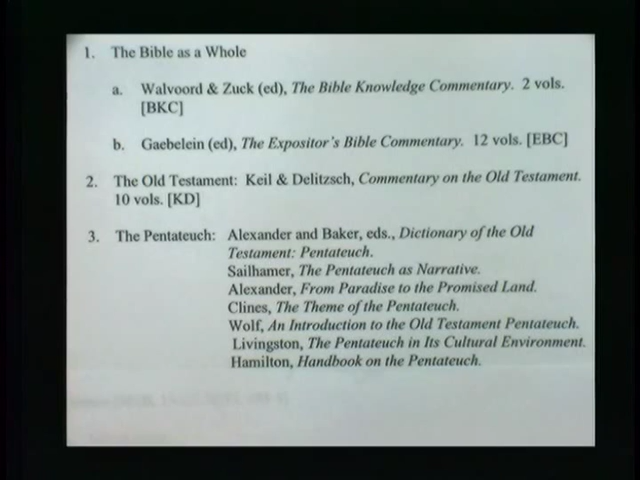 1. The Bible as a Whole
a. Walvoord & Zuck (ed), The Bible Knowledge Commentary. 2 vols.
[BKC]
b. Gaebelein (ed), The Expositor's Bible Commentary. 12 vols. [EBC]
2. The Old Testament: Keil & Delitzsch, Commentary on the Old Testament.
10 vols. [KD]
3. The Pentateuch: Alexander and Baker, eds., Dictionary of the Old
Testament: Pentateuch.
Sailhamer, The Pentateuch as Narrative.
Alexander, From Paradise to the Promised Land.
Clines, The Theme of the Pentateuch.
Wolf, An Introduction to the Old Testament Pentateuch.
Livingston, The Pentateuch in Its Cultural Environment.
Hamilton, Handbook on the Pentateuch.